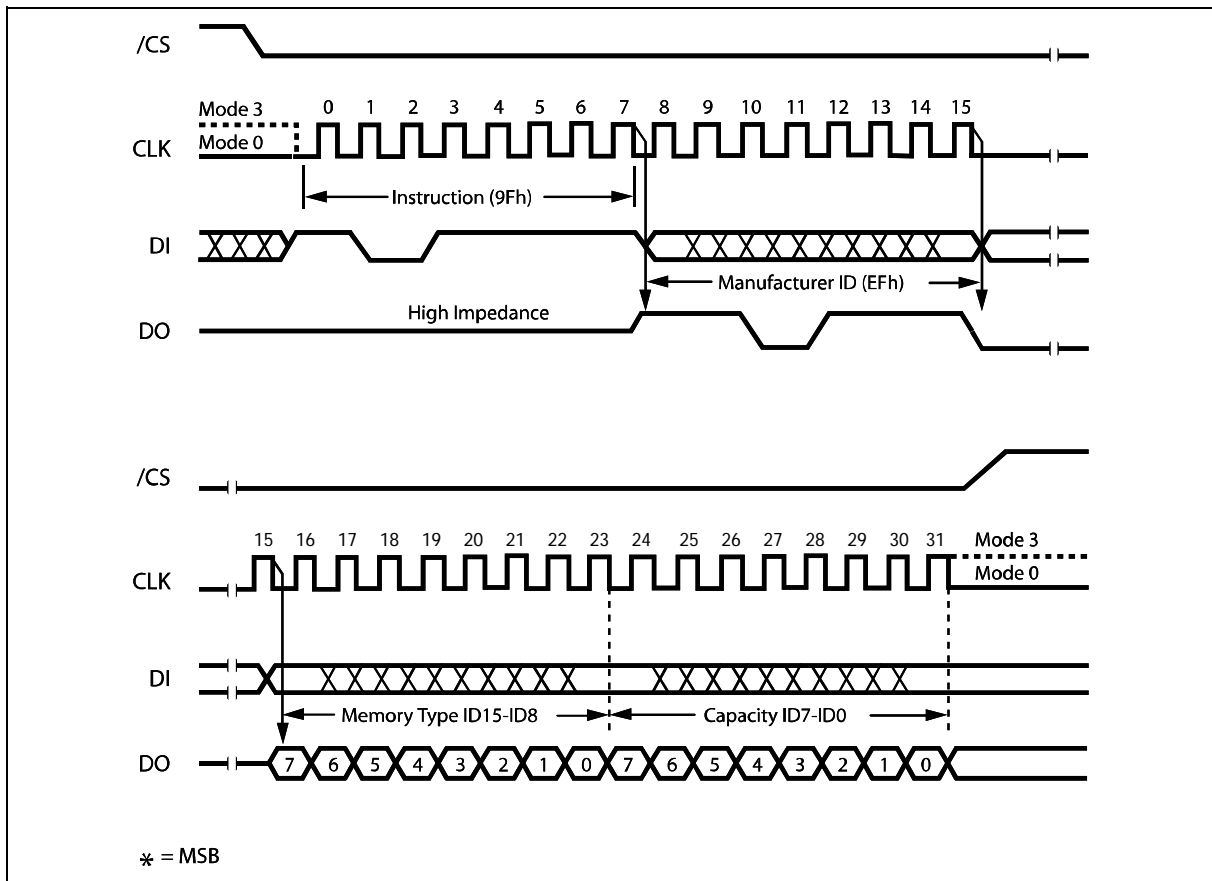 /CS
Mode 3
0 1 2 3 4 5 6 7 8 9 10 11 12 13 14 15
Mode 0
CLK
Instruction (9Fh)
DI
Manufacturer ID (EFh)
High Impedance
DO
/CS
15 16 17 18 19 20 21 22 23 24 25 26 27 28 29 30 31
Mode 3
CLK
Mode 0
DI
Memory Type ID15-ID8
Capacity ID7-ID0
DO
7 6 5 4 3 2 1 0 7 6 5 4 3 2 1 0
* = MSB